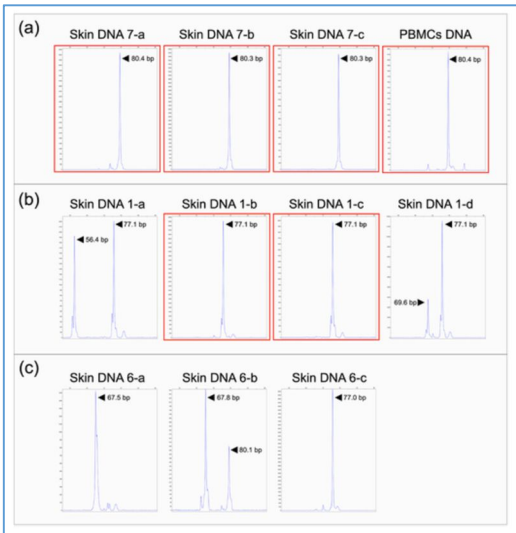 (a)
Skin DNA 7-a Skin DNA 7-b Skin DNA 7-c PBMCs DNA
80.4 bp 80.3 bp 80.3 bp 80.4 bp
(b)
Skin DNA 1-a Skin DNA 1-b Skin DNA 1-c Skin DNA 1-d
77.1 bp 77.1 bp 77.1 bp 77.1 bp
56.4 bp
69.6 bp
(c)
Skin DNA 6-a Skin DNA 6-b Skin DNA 6-c
67.5 bp 67.8 bp 77.0 bp
80.1 bp